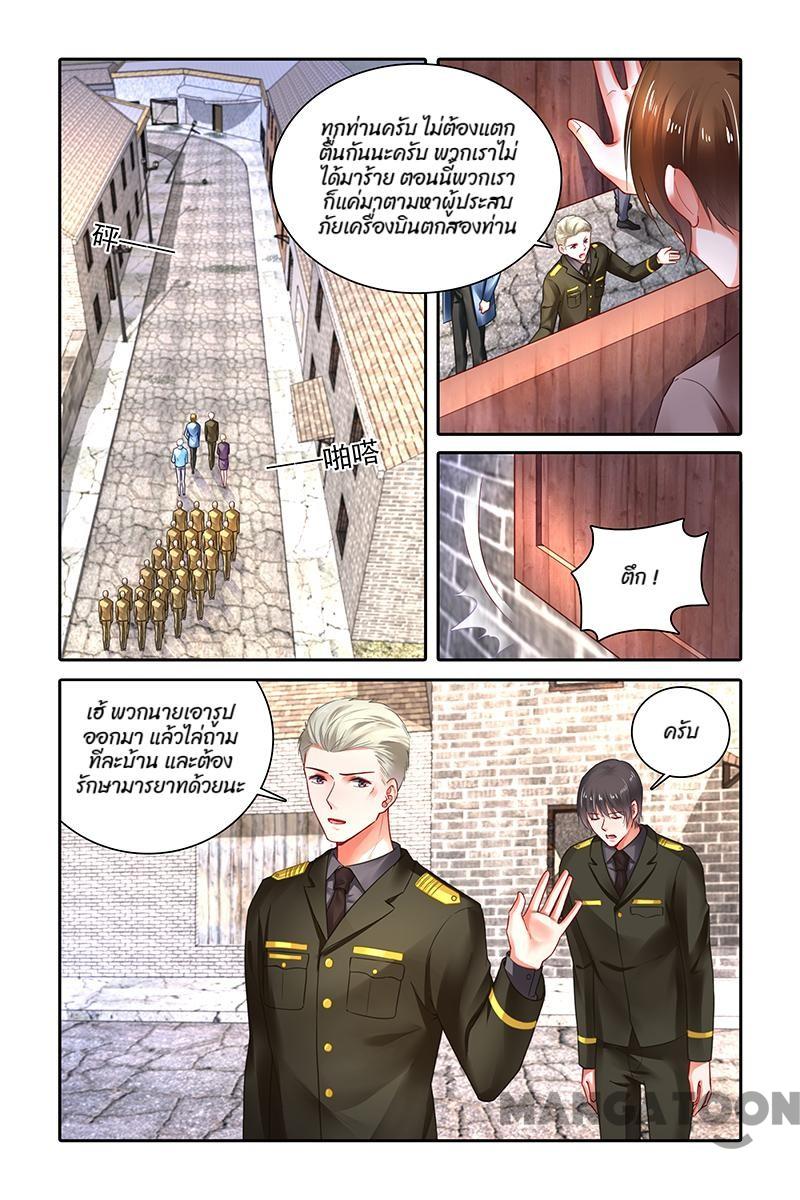 ทุกท่านครับ ไม่ต้องแตก
ตื่นกันนะครับ พวกเราไม่
ได้มาร้าย ตอนนี้พวกเรา
ก็แค่มาตามหาผู้ประสบ
ภัยเครื่องบินตกสองท่าน
砰——
——啪嗒
ตึก !
เฮ้ พวกนายเอารูป
ออกมา แล้วไล่ถาม
ทีละบ้าน และต้อง
รักษามารยาทด้วยนะ
ครับ
MANGATOON